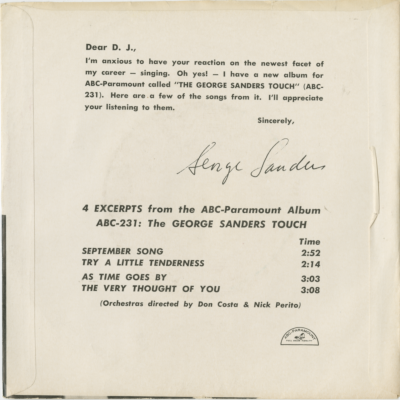 Dear D. J.,
I'm anxious to have your reaction on the newest facet of
my career — singing. Oh yes! — I have a new album for
ABC-Paramount called "THE GEORGE SANDERS TOUCH" (ABC-
231). Here are a few of the songs from it. I'll appreciate
your listening to them.
Sincerely,
George Sanders
4 EXCERPTS from the ABC-Paramount Album
ABC-231: The GEORGE SANDERS TOUCH
Time
SEPTEMBER SONG 2:52
TRY A LITTLE TENDERNESS 2:14
AS TIME GOES BY 3:03
THE VERY THOUGHT OF YOU 3:08
(Orchestras directed by Don Costa & Nick Perito)
ABC-PARAMOUNT